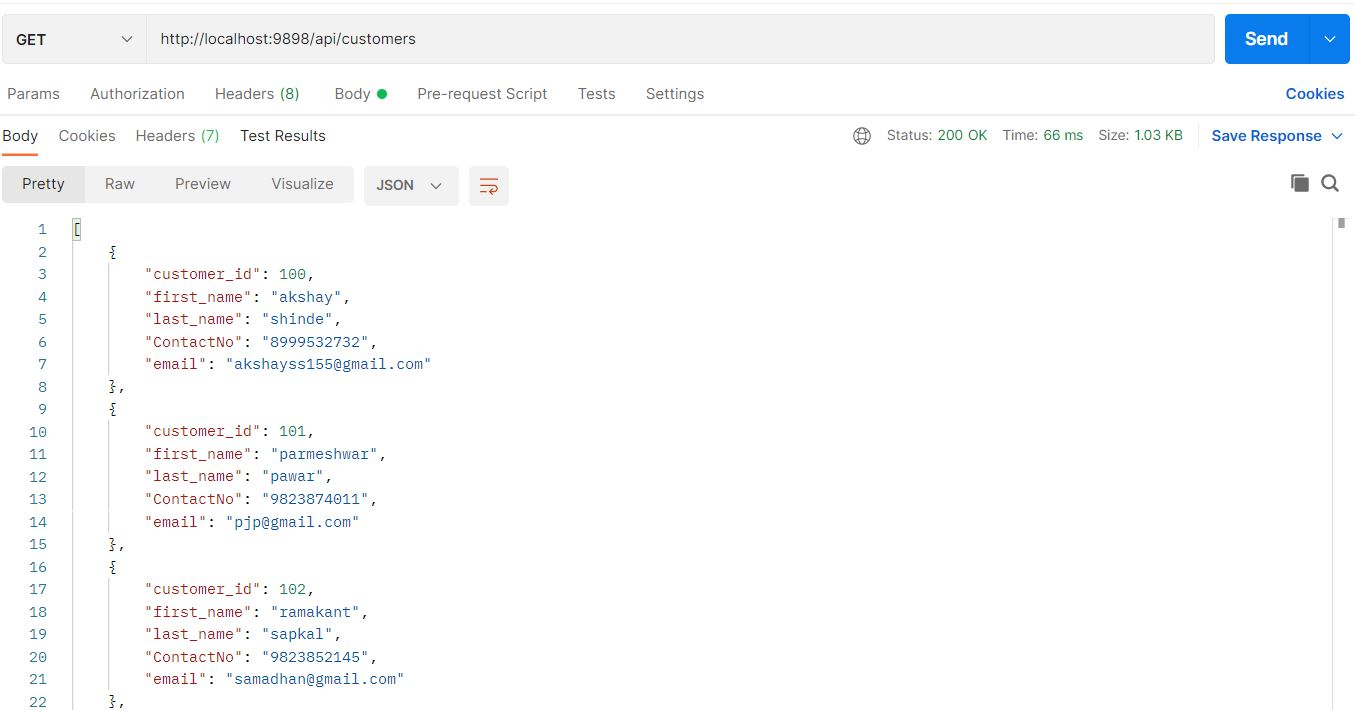 GET http://localhost:9898/api/customers Send
Params Authorization Headers (8) Body Pre-request Script Tests Settings Cookies
Body Cookies Headers (7) Test Results Status: 200 OK Time: 66 ms Size: 1.03 KB Save Response
Pretty Raw Preview Visualize JSON
1 [
2 {
3 "customer_id": 100,
4 "first_name": "akshay",
5 "last_name": "shinde",
6 "ContactNo": "8999532732",
7 "email": "akshayss155@gmail.com"
8 },
9 {
10 "customer_id": 101,
11 "first_name": "parmeshwar",
12 "last_name": "pawar",
13 "ContactNo": "9823874011",
14 "email": "pjp@gmail.com"
15 },
16 {
17 "customer_id": 102,
18 "first_name": "ramakant",
19 "last_name": "sapkal",
20 "ContactNo": "9823852145",
21 "email": "samadhan@gmail.com"
22 },